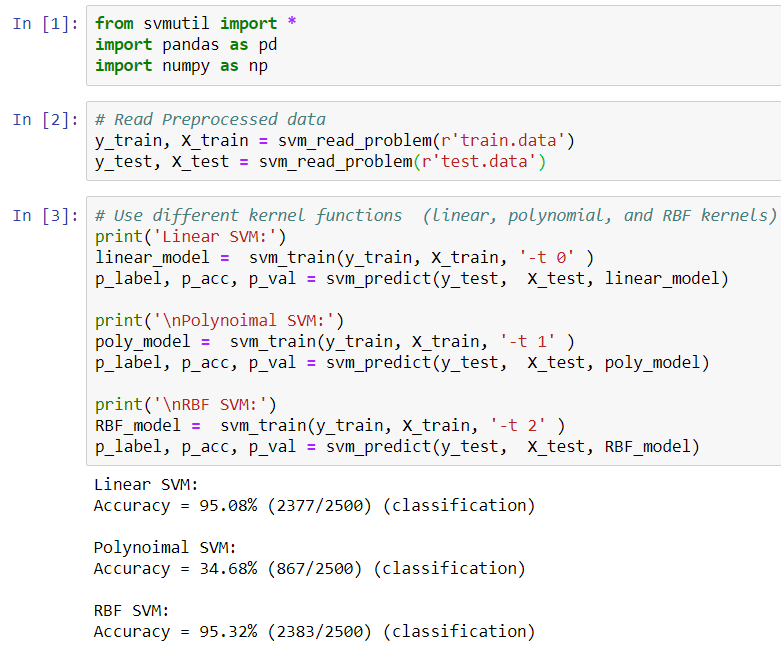 In [1]: from svmutil import *
import pandas as pd
import numpy as np
In [2]: # Read Preprocessed data
y_train, X_train = svm_read_problem(r'train.data')
y_test, X_test = svm_read_problem(r'test.data')
In [3]: # Use different kernel functions  (linear, polynomial, and RBF kernels)
print('Linear SVM:')
linear_model =  svm_train(y_train, X_train, '-t 0' )
p_label, p_acc, p_val = svm_predict(y_test,  X_test, linear_model)
print('\nPolynoimal SVM:')
poly_model =  svm_train(y_train, X_train, '-t 1' )
p_label, p_acc, p_val = svm_predict(y_test,  X_test, poly_model)
print('\nRBF SVM:')
RBF_model =  svm_train(y_train, X_train, '-t 2' )
p_label, p_acc, p_val = svm_predict(y_test,  X_test, RBF_model)
Linear SVM:
Accuracy = 95.08% (2377/2500) (classification)
Polynoimal SVM:
Accuracy = 34.68% (867/2500) (classification)
RBF SVM:
Accuracy = 95.32% (2383/2500) (classification)